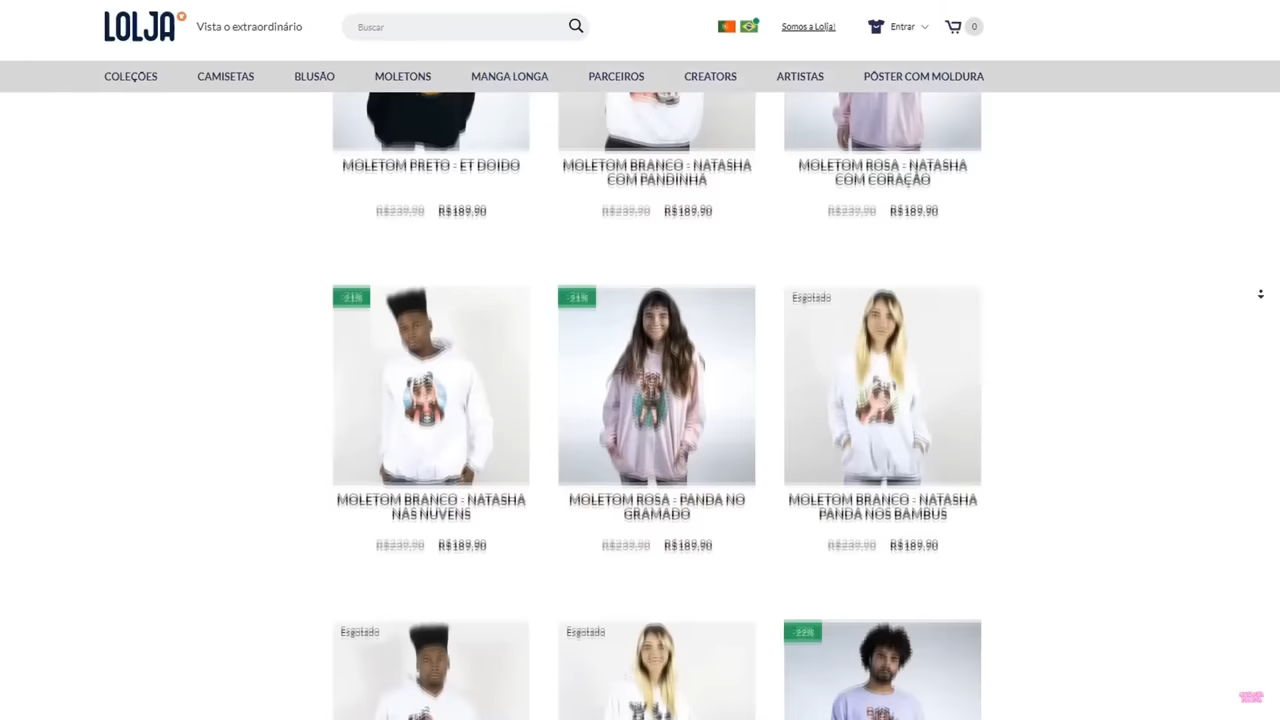 LOLJA
Vista o extraordinário
Buscar
Somos a Lolja!
Entrar
0
COLEÇÕES CAMISETAS BLUSÃO MOLETONS MANGA LONGA PARCEIROS CREATORS ARTISTAS PÔSTER COM MOLDURA
MOLETOM PRETO - ET DOIDO
MOLETOM BRANCO - NATASHA
COM PANDINHA
MOLETOM ROSA - NATASHA
COM CORAÇÃO
R$239,90 R$189,90
R$239,90 R$189,90
R$239,90 R$189,90
-21%
-21%
Esgotado
MOLETOM BRANCO - NATASHA
NAS NUVENS
MOLETOM ROSA - PANDA NO
GRAMADO
MOLETOM BRANCO - NATASHA
PANDA NOS BAMBUS
R$239,90 R$189,90
R$239,90 R$189,90
R$239,90 R$189,90
Esgotado
Esgotado
-22%